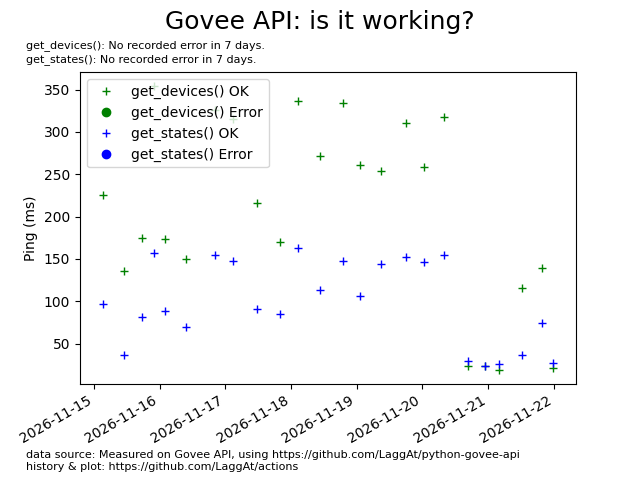 Govee API: is it working?
get_devices(): No recorded error in 7 days.
get_states(): No recorded error in 7 days.
get_devices() OK
get_devices() Error
get_states() OK
get_states() Error
Ping (ms)
350
300
250
200
150
100
50
2026-11-15
2026-11-16
2026-11-17
2026-11-18
2026-11-19
2026-11-20
2026-11-21
2026-11-22
data source: Measured on Govee API, using https://github.com/LaggAt/python-govee-api
history & plot: https://github.com/LaggAt/actions